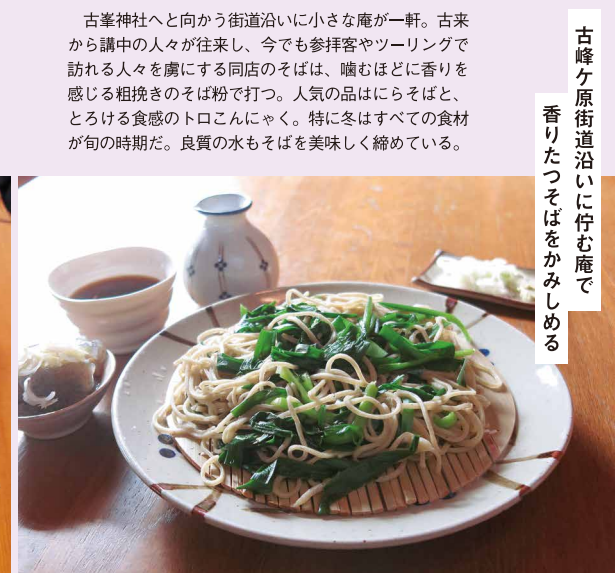 古峰ケ原街道沿いに佇む庵で
香りたつそばをかみしめる
古峯神社へと向かう街道沿いに小さな庵が一軒。古来
から講中の人々が往来し、今でも参拝客やツーリングで
訪れる人々を虜にする同店のそばは、噛むほどに香りを
感じる粗挽きのそば粉で打つ。人気の品はにらそばと、
とろける食感のトロこんにゃく。特に冬はすべての食材
が旬の時期だ。良質の水もそばを美味しく締めている。